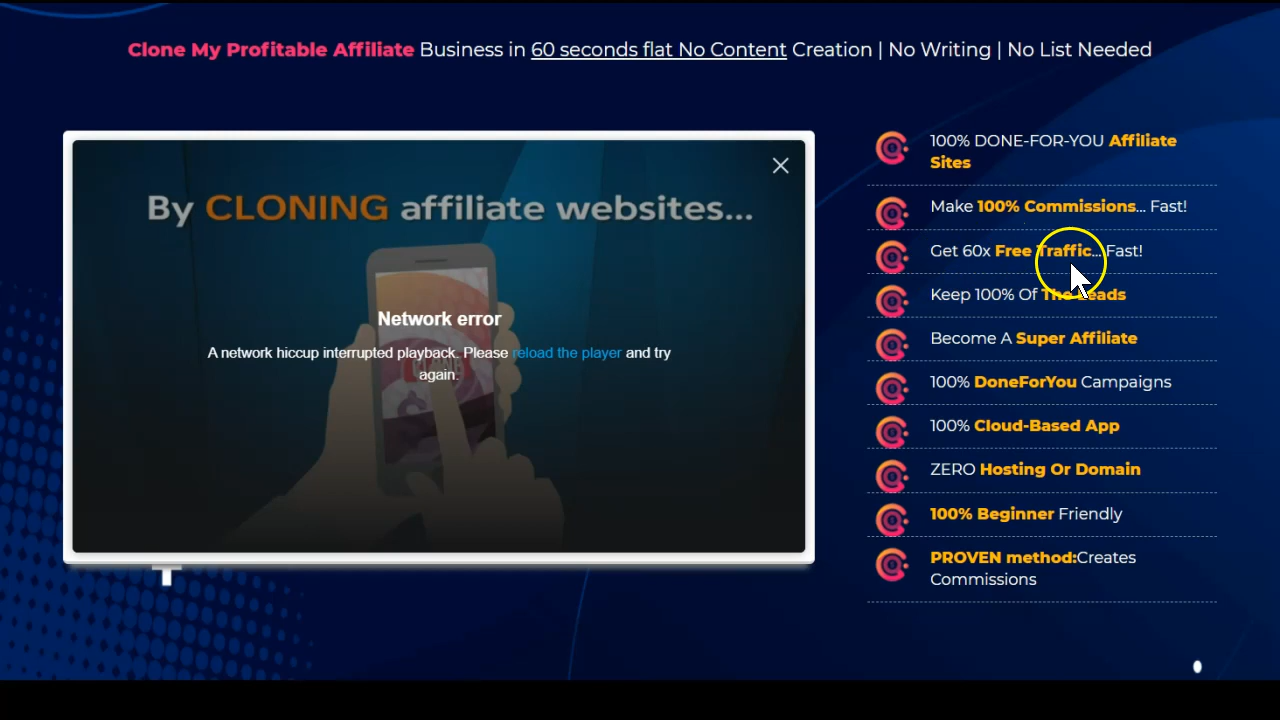 Clone My Profitable Affiliate Business in 60 seconds flat No Content Creation | No Writing | No List Needed
By CLONING affiliate websites...
Network error
A network hiccup interrupted playback. Please reload the player and try
again.
100% DONE-FOR-YOU Affiliate
Sites
Make 100% Commissions... Fast!
Get 60x Free Traffic... Fast!
Keep 100% Of The Leads
Become A Super Affiliate
100% DoneForYou Campaigns
100% Cloud-Based App
ZERO Hosting Or Domain
100% Beginner Friendly
PROVEN method:Creates
Commissions